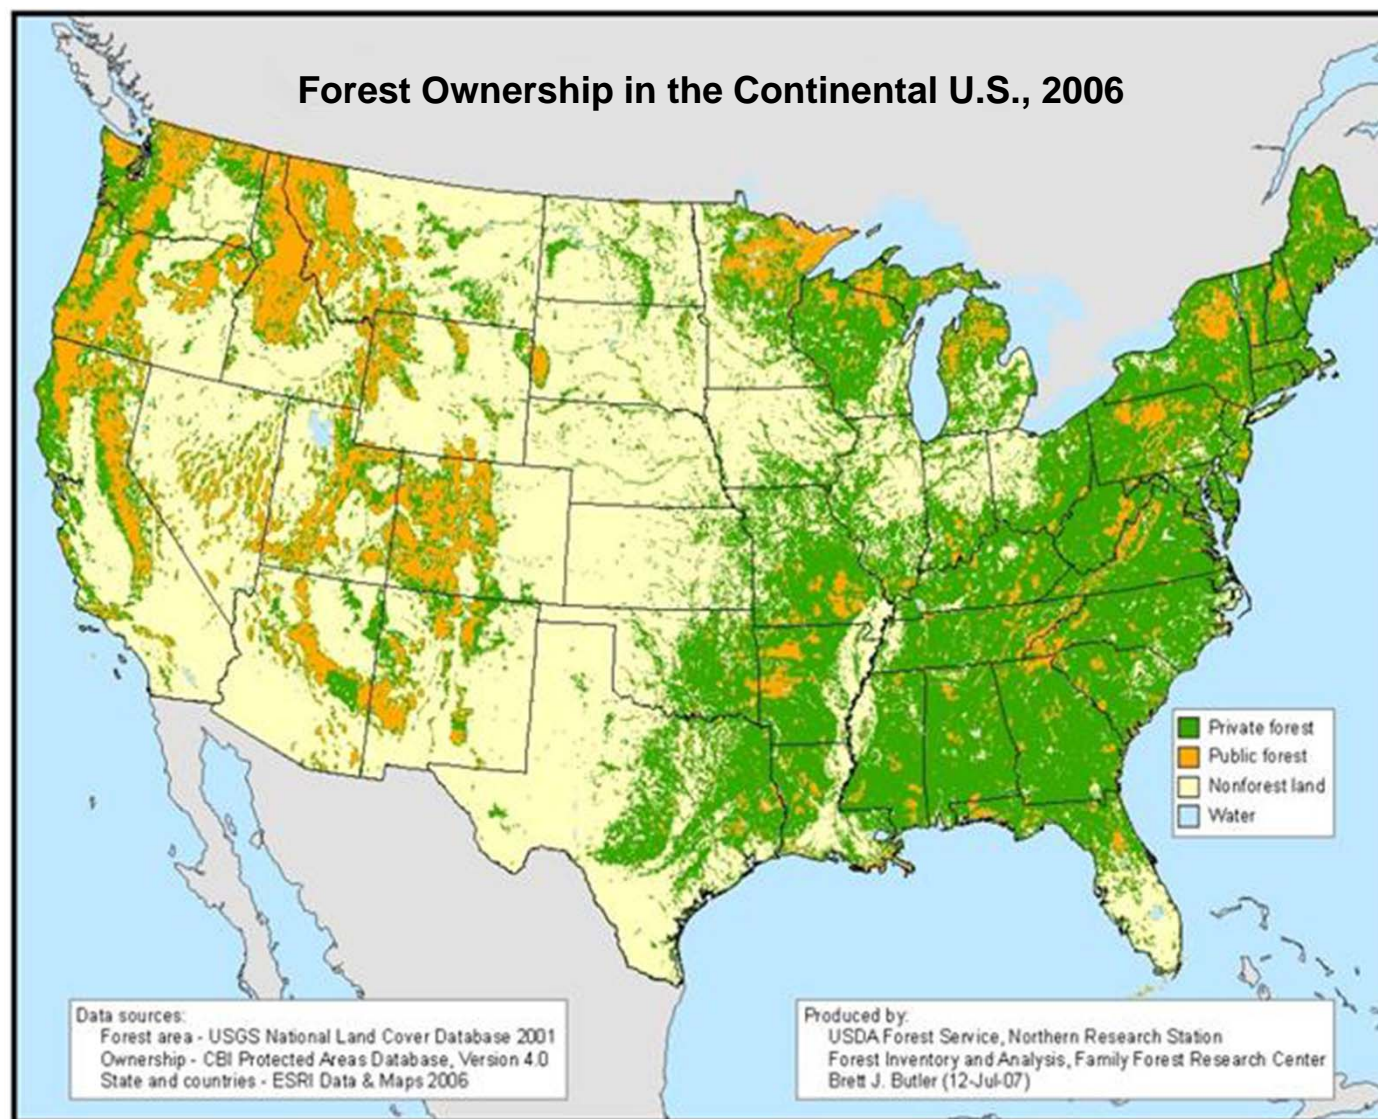 Forest Ownership in the Continental U.S., 2006
Private forest
Public forest
Nonforest land
Water
Data sources:
Forest area - USGS National Land Cover Database 2001
Ownership - CBI Protected Areas Database, Version 4.0
State and countries - ESRI Data & Maps 2006
Produced by:
USDA Forest Service, Northern Research Station
Forest Inventory and Analysis, Family Forest Research Center
Brett J. Butler (12-Jul-07)